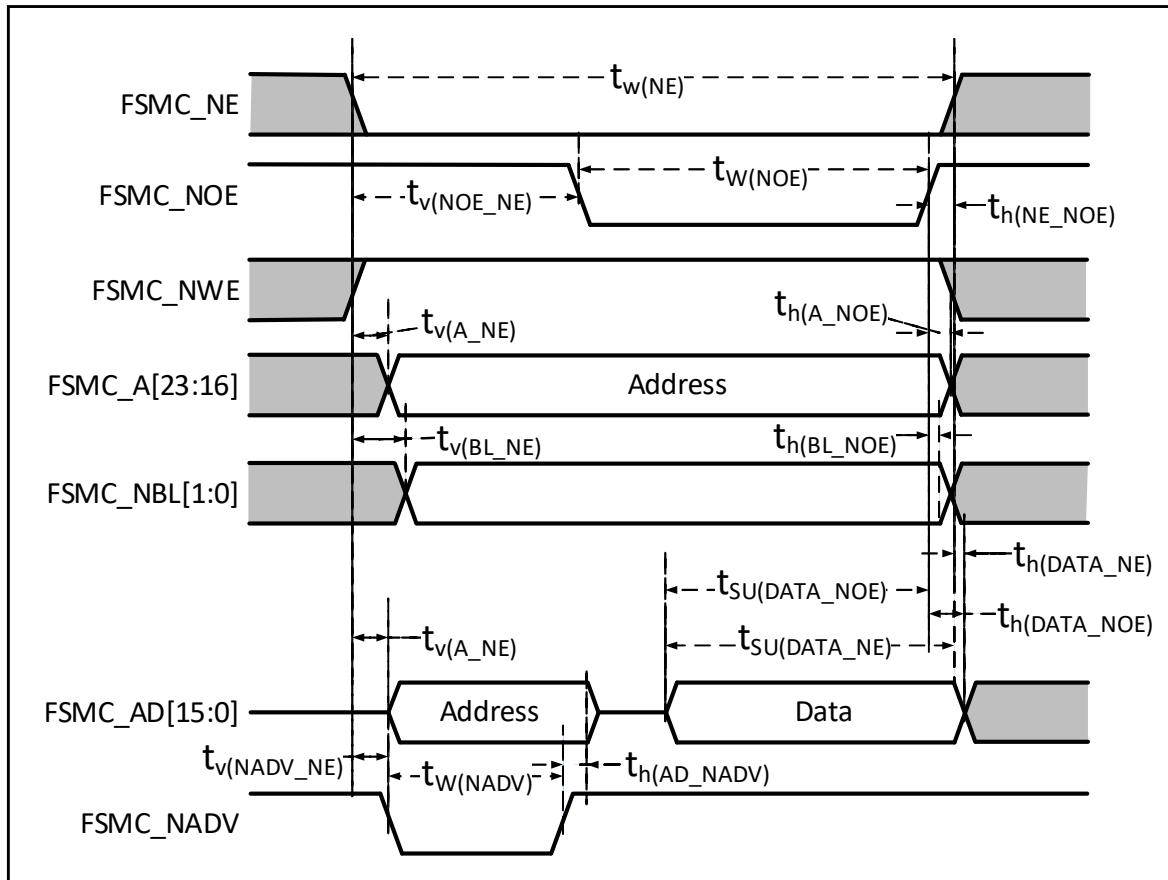 t_w(NE)
FSMC_NE
t_W(NOE)
FSMC_NOE
t_v(NOE_NE)
t_h(NE_NOE)
FSMC_NWE
t_v(A_NE)
t_h(A_NOE)
FSMC_A[23:16]
Address
t_v(BL_NE)
t_h(BL_NOE)
FSMC_NBL[1:0]
t_h(DATA_NE)
t_SU(DATA_NOE)
t_h(DATA_NOE)
t_v(A_NE)
t_SU(DATA_NE)
FSMC_AD[15:0]
Address
Data
t_v(NADV_NE)
t_W(NADV)
t_h(AD_NADV)
FSMC_NADV